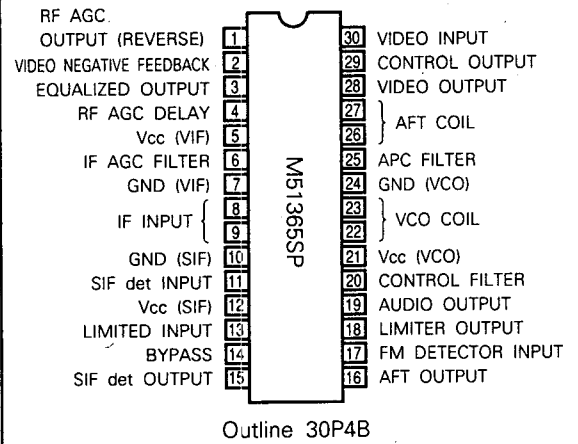 RF AGC
OUTPUT (REVERSE) 1
VIDEO NEGATIVE FEEDBACK 2
EQUALIZED OUTPUT 3
RF AGC DELAY 4
Vcc (VIF) 5
IF AGC FILTER 6
GND (VIF) 7
IF INPUT 8
9
GND (SIF) 10
SIF det INPUT 11
Vcc (SIF) 12
LIMITED INPUT 13
BYPASS 14
SIF det OUTPUT 15
M51365SP
30 VIDEO INPUT
29 CONTROL OUTPUT
28 VIDEO OUTPUT
27
26 AFT COIL
25 APC FILTER
24 GND (VCO)
23
22 VCO COIL
21 Vcc (VCO)
20 CONTROL FILTER
19 AUDIO OUTPUT
18 LIMITER OUTPUT
17 FM DETECTOR INPUT
16 AFT OUTPUT
Outline 30P4B